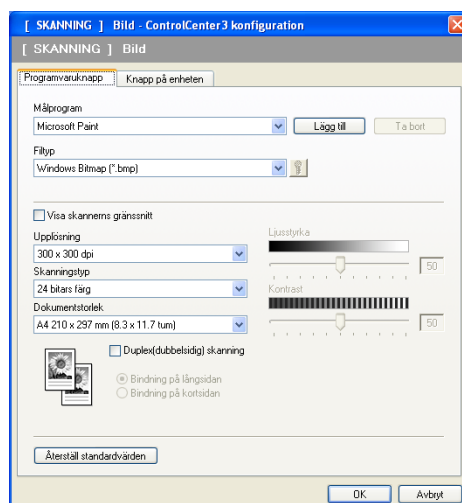 [ SKANNING ] Bild - ControlCenter3 konfiguration
[ SKANNING ] Bild
Programvaruknapp Knapp på enheten
Målprogram
Microsoft Paint Lägg till Ta bort
Filtyp
Windows Bitmap (*.bmp)
Visa skannerns gränssnitt
Upplösning Ljusstyrka
300 x 300 dpi 50
Skanningstyp
24 bitars färg Kontrast
Dokumentstorlek
A4 210 x 297 mm (8.3 x 11.7 tum) 50
Duplex(dubbelsidig) skanning
Bindning på långsidan
Bindning på kortsidan
Återställ standardvärden
OK Avbryt